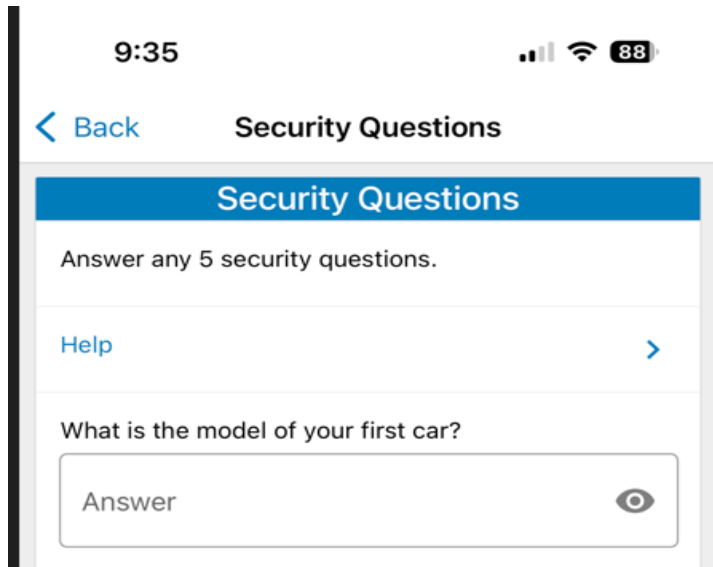 9:35
88
Back
Security Questions
Security Questions
Answer any 5 security questions.
Help
What is the model of your first car?
Answer